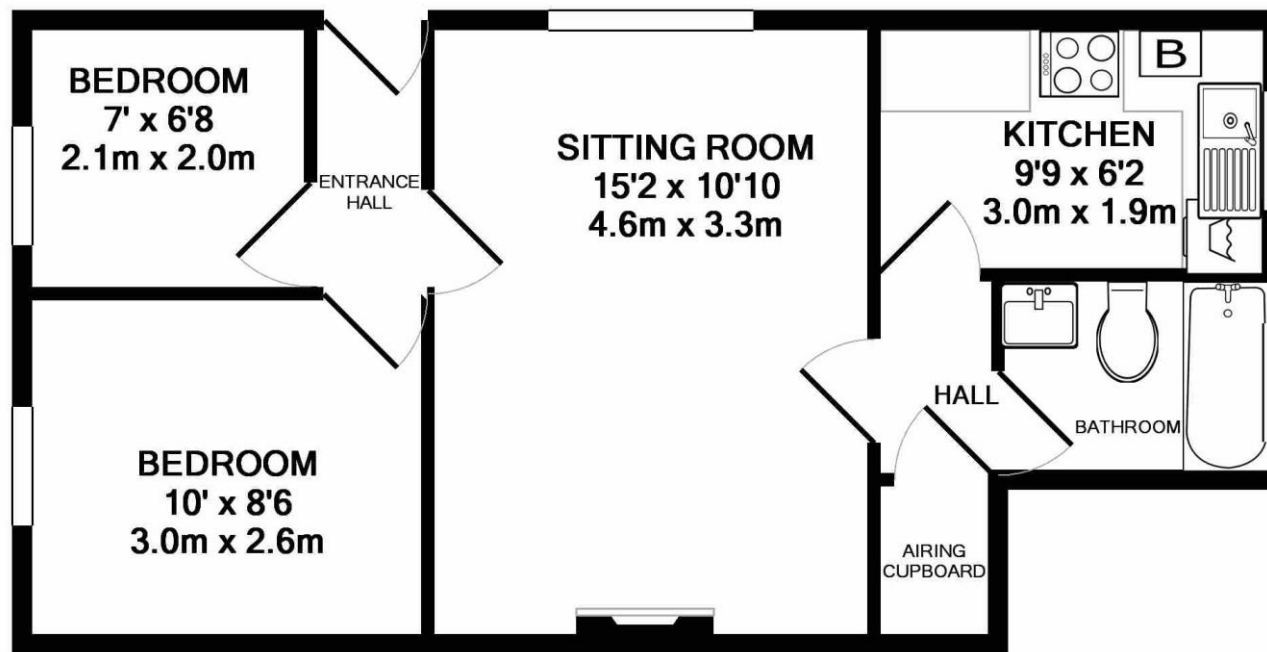 BEDROOM
7' x 6'8
2.1m x 2.0m
ENTRANCE
HALL
SITTING ROOM
15'2 x 10'10
4.6m x 3.3m
B
KITCHEN
9'9 x 6'2
3.0m x 1.9m
BEDROOM
10' x 8'6
3.0m x 2.6m
HALL
BATHROOM
AIRING
CUPBOARD